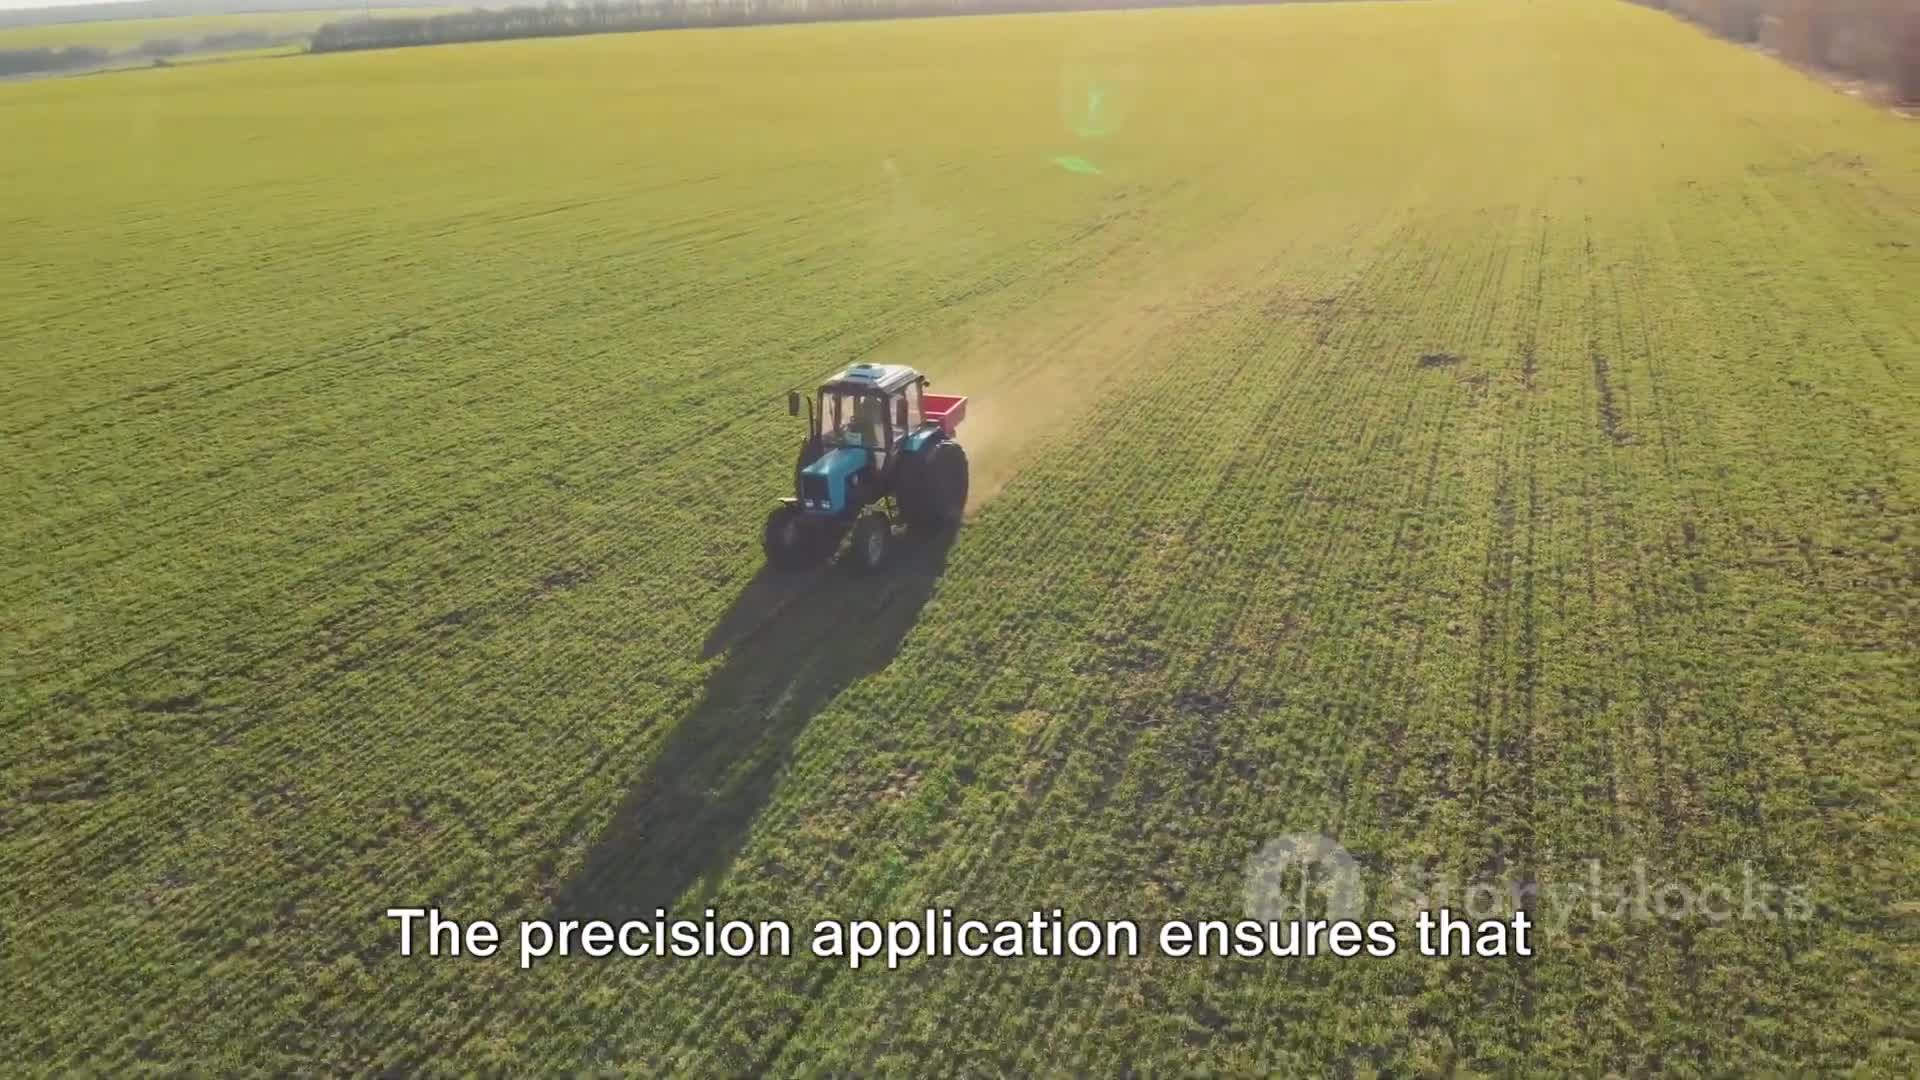 Storyblocks
The precision application ensures that